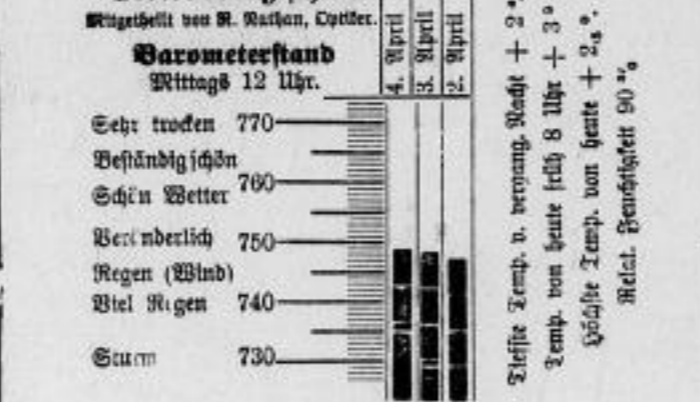 Mitgetheilt von R. Nathan, Optiker.
Barometerstand
Mittags 12 Uhr.
4. April
3. April
2. April
Sehr trocken 770
Beständig schön
760
Schön Wetter
Veränderlich 750
Regen (Wind)
Viel Regen 740
Sturm 730
Tiefste Temp. v. vergang. Nacht + 2°.
Temp. von heute früh 8 Uhr + 3°
Höchste Temp. von heute +
Relat. Feuchtigkeit 90 %